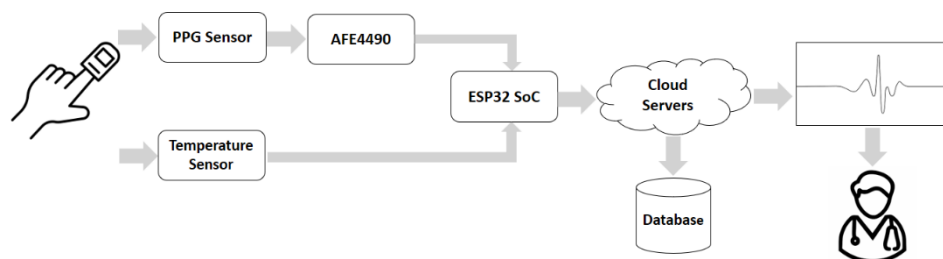 PPG Sensor
AFE4490
ESP32 SoC
Cloud
Servers
Temperature
Sensor
Database